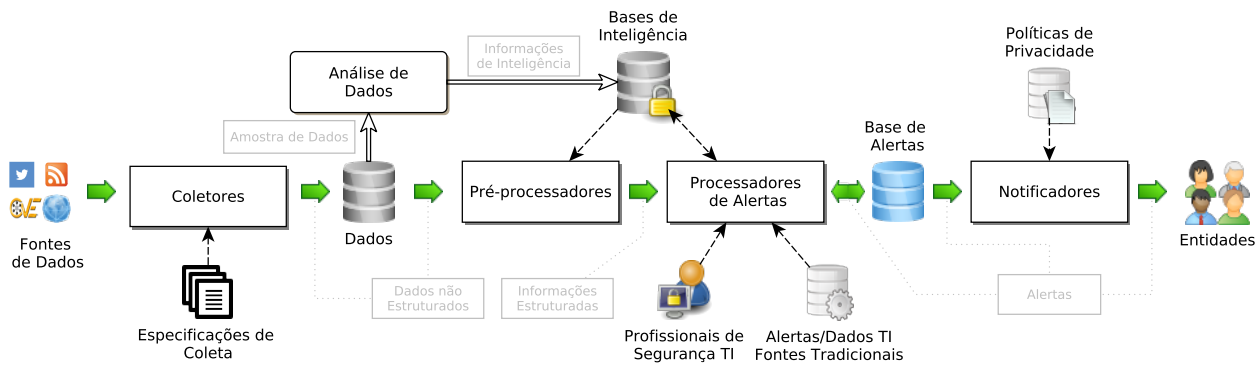 Bases de
Inteligência
Políticas de
Privacidade
Informações
de Inteligência
Análise de
Dados
Amostra de Dados
Base de
Alertas
Coletores
Pré-processadores
Processadores
de Alertas
Notificadores
Fontes
de Dados
Dados
Entidades
Dados não
Estruturados
Informações
Estruturadas
Alertas
Especificações de
Coleta
Profissionais de
Segurança TI
Alertas/Dados TI
Fontes Tradicionais